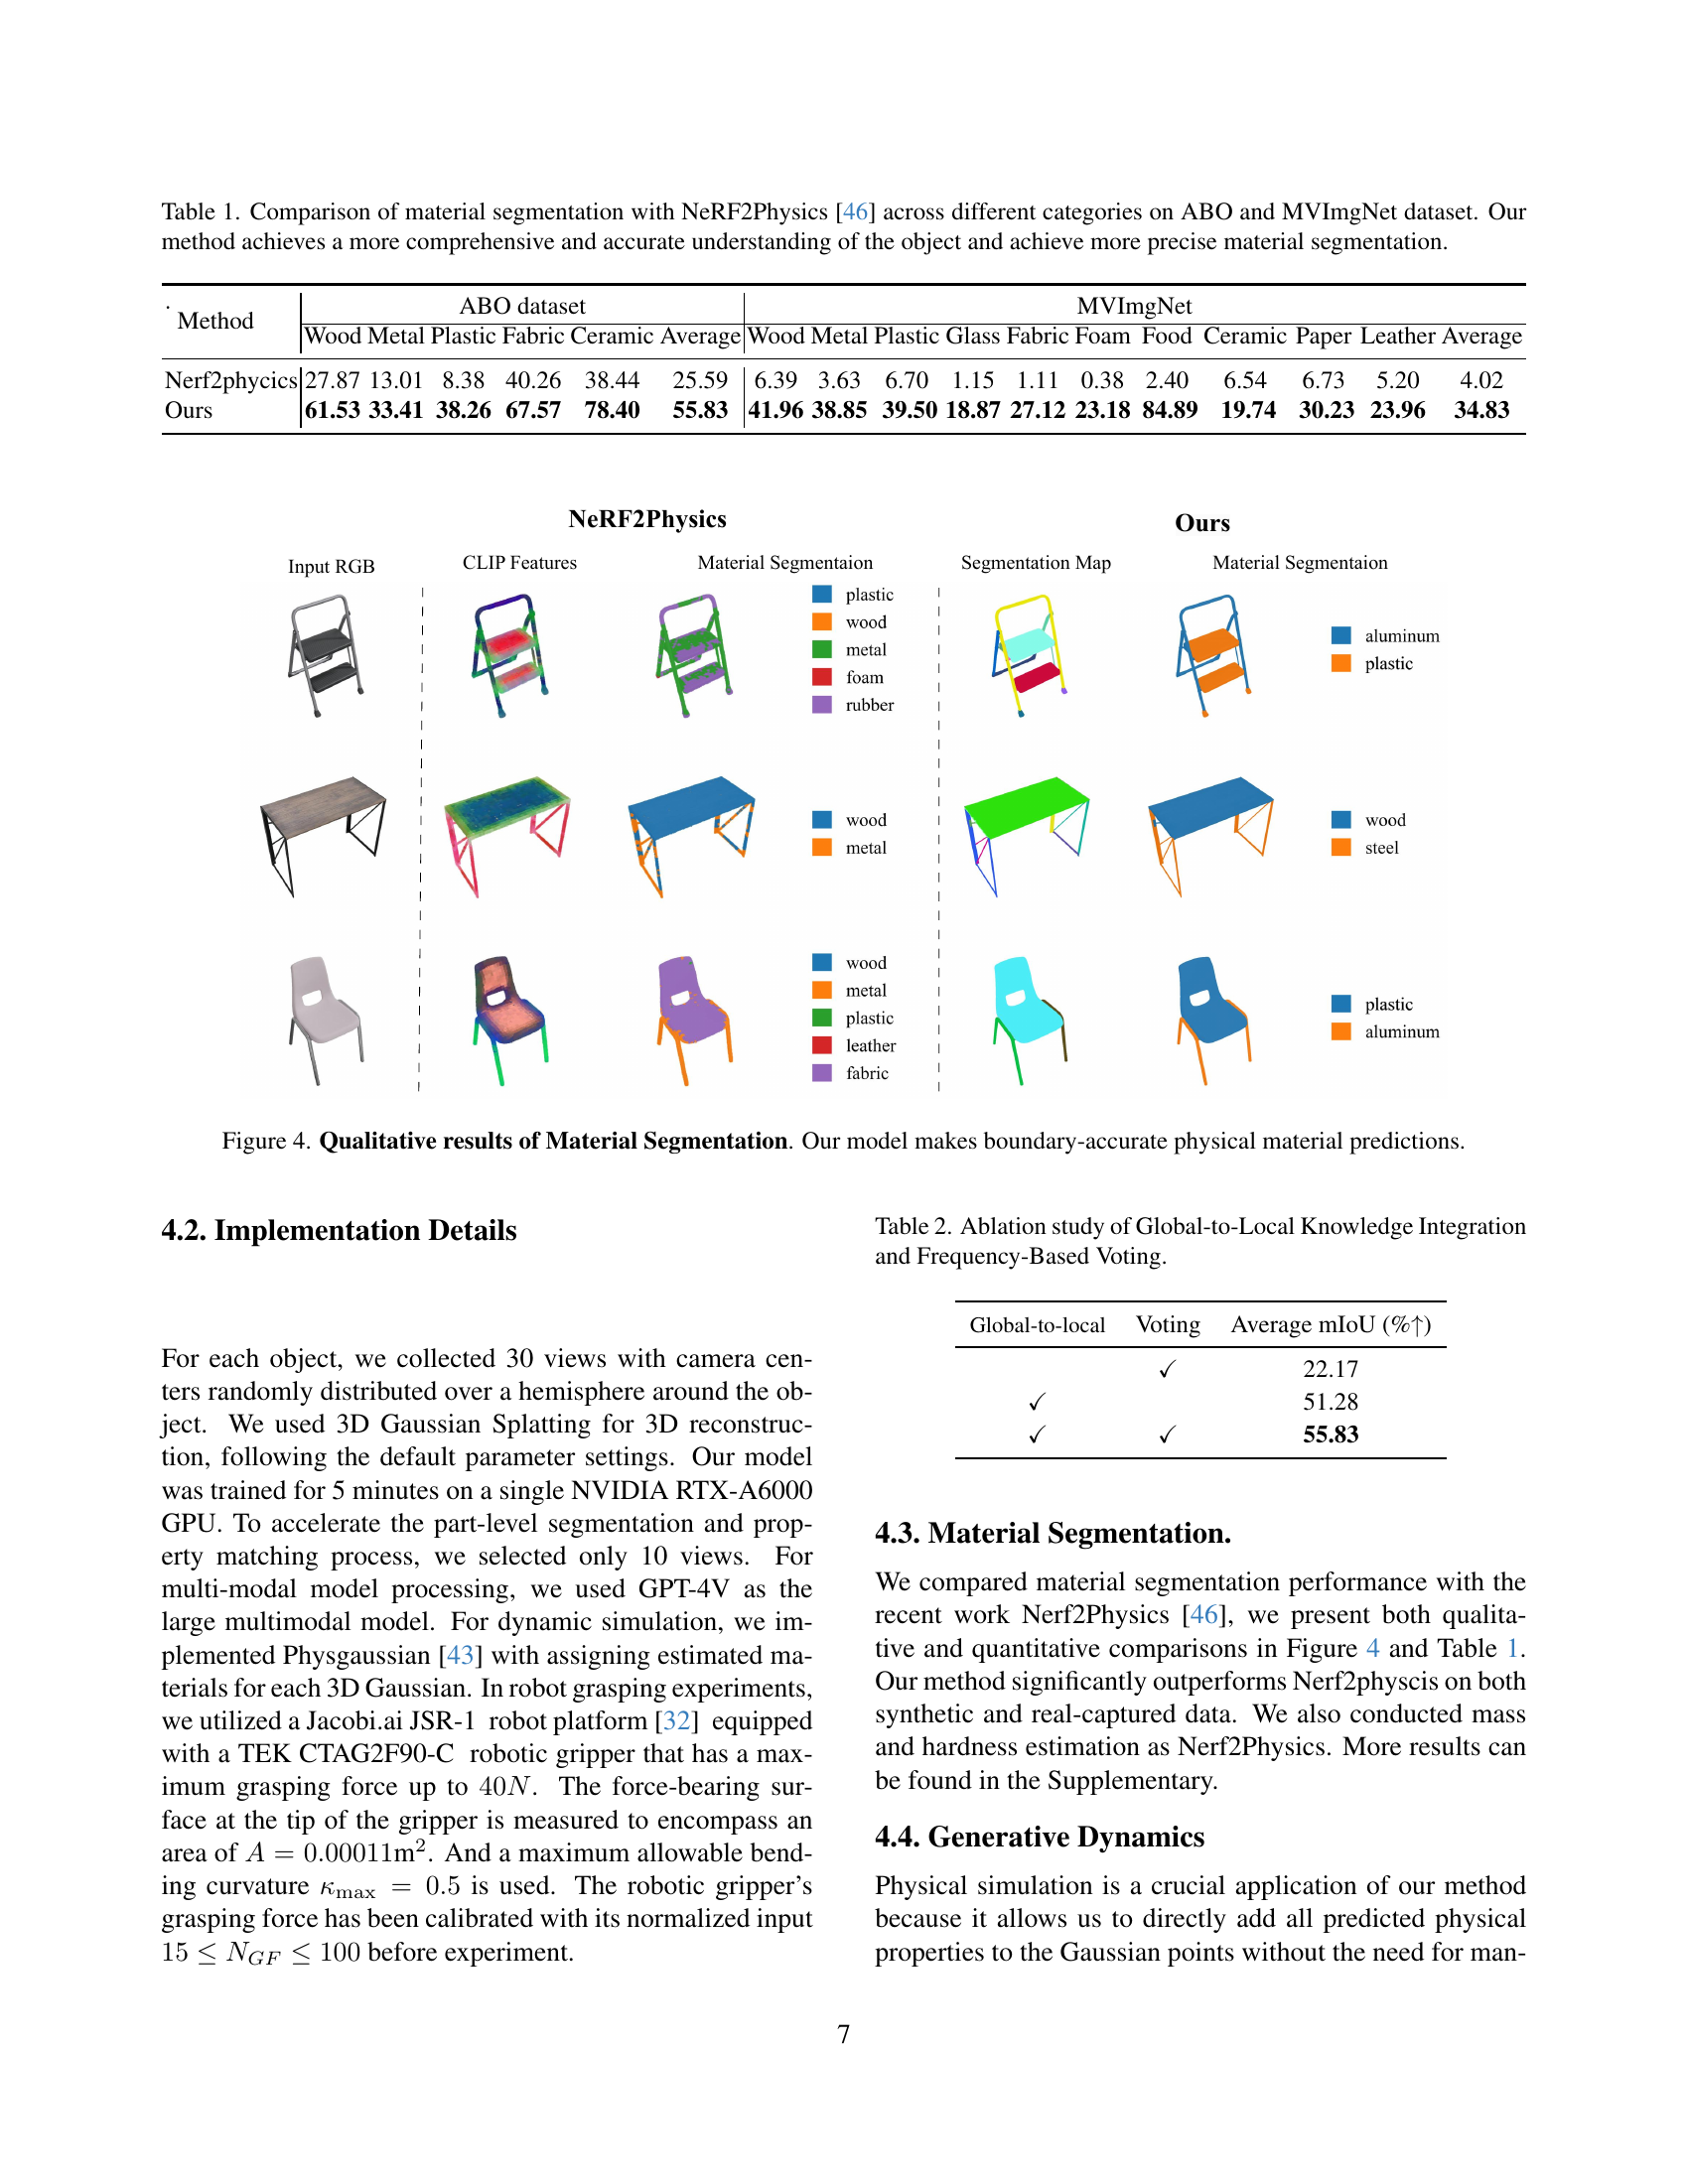 Table 1. Comparison of material segmentation with NeRF2Physics [46] across different categories on ABO and MVImgNet dataset. Our
method achieves a more comprehensive and accurate understanding of the object and achieve more precise material segmentation.
.
Method
ABO dataset MVImgNet
Wood Metal Plastic Fabric Ceramic Average Wood Metal Plastic Glass Fabric Foam Food Ceramic Paper Leather Average
Nerf2phycics 27.87 13.01 8.38 40.26 38.44 25.59 6.39 3.63 6.70 1.15 1.11 0.38 2.40 6.54 6.73 5.20 4.02
Ours 61.53 33.41 38.26 67.57 78.40 55.83 41.96 38.85 39.50 18.87 27.12 23.18 84.89 19.74 30.23 23.96 34.83
NeRF2Physics Ours
Input RGB CLIP Features Material Segmentaion Segmentation Map Material Segmentaion
plastic
wood
metal
foam
rubber
aluminum
plastic
wood
metal
wood
steel
wood
metal
plastic
leather
fabric
plastic
aluminum
Figure 4. Qualitative results of Material Segmentation. Our model makes boundary-accurate physical material predictions.
4.2. Implementation Details
For each object, we collected 30 views with camera cen-
ters randomly distributed over a hemisphere around the ob-
ject. We used 3D Gaussian Splatting for 3D reconstruc-
tion, following the default parameter settings. Our model
was trained for 5 minutes on a single NVIDIA RTX-A6000
GPU. To accelerate the part-level segmentation and prop-
erty matching process, we selected only 10 views. For
multi-modal model processing, we used GPT-4V as the
large multimodal model. For dynamic simulation, we im-
plemented Physgaussian [43] with assigning estimated ma-
terials for each 3D Gaussian. In robot grasping experiments,
we utilized a Jacobi.ai JSR-1 robot platform [32] equipped
with a TEK CTAG2F90-C robotic gripper that has a max-
imum grasping force up to 40N. The force-bearing sur-
face at the tip of the gripper is measured to encompass an
area of A = 0.00011m². And a maximum allowable bend-
ing curvature κmax = 0.5 is used. The robotic gripper's
grasping force has been calibrated with its normalized input
15 ≤ NGF ≤ 100 before experiment.
Table 2. Ablation study of Global-to-Local Knowledge Integration
and Frequency-Based Voting.
Global-to-local Voting Average mIoU (%↑)
✓ 22.17
✓ 51.28
✓ ✓ 55.83
4.3. Material Segmentation.
We compared material segmentation performance with the
recent work Nerf2Physics [46], we present both qualita-
tive and quantitative comparisons in Figure 4 and Table 1.
Our method significantly outperforms Nerf2physcis on both
synthetic and real-captured data. We also conducted mass
and hardness estimation as Nerf2Physics. More results can
be found in the Supplementary.
4.4. Generative Dynamics
Physical simulation is a crucial application of our method
because it allows us to directly add all predicted physical
properties to the Gaussian points without the need for man-
7